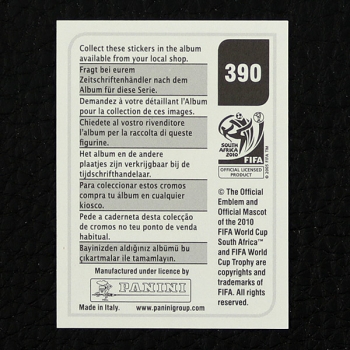 Collect these stickers in the album
available from your local shop.
Fragt bei eurem
Zeitschriftenhändler nach dem
Album für diese Serie.
Demandez à votre détaillant l'Album
pour la collection de ces images.
Chiedete al vostro rivenditore
l'album per la raccolta di queste
figurine.
Het album en de andere
plaatjes zijn verkrijgbaar bij de
tijdschrifthandelaar.
Para coleccionar estos cromos
compra tu álbum en cualquier
kiosco.
Pede a caderneta desta colecção
de cromos no teu ponto de venda
habitual.
Bayinizden aldığınız albümü bu
çıkartmalar ile tamamlayın.
Manufactured under licence by
PANINI
Made in Italy. www.paninigroup.com
390
SOUTH
AFRICA
2010
FIFA
OFFICIAL LICENSED
PRODUCT
© 2005 FIFA TM
© The Official
Emblem and
Official Mascot
of the 2010
FIFA World Cup
South Africa™
and FIFA World
Cup Trophy are
copyrights and
trademarks of
FIFA. All rights
reserved.